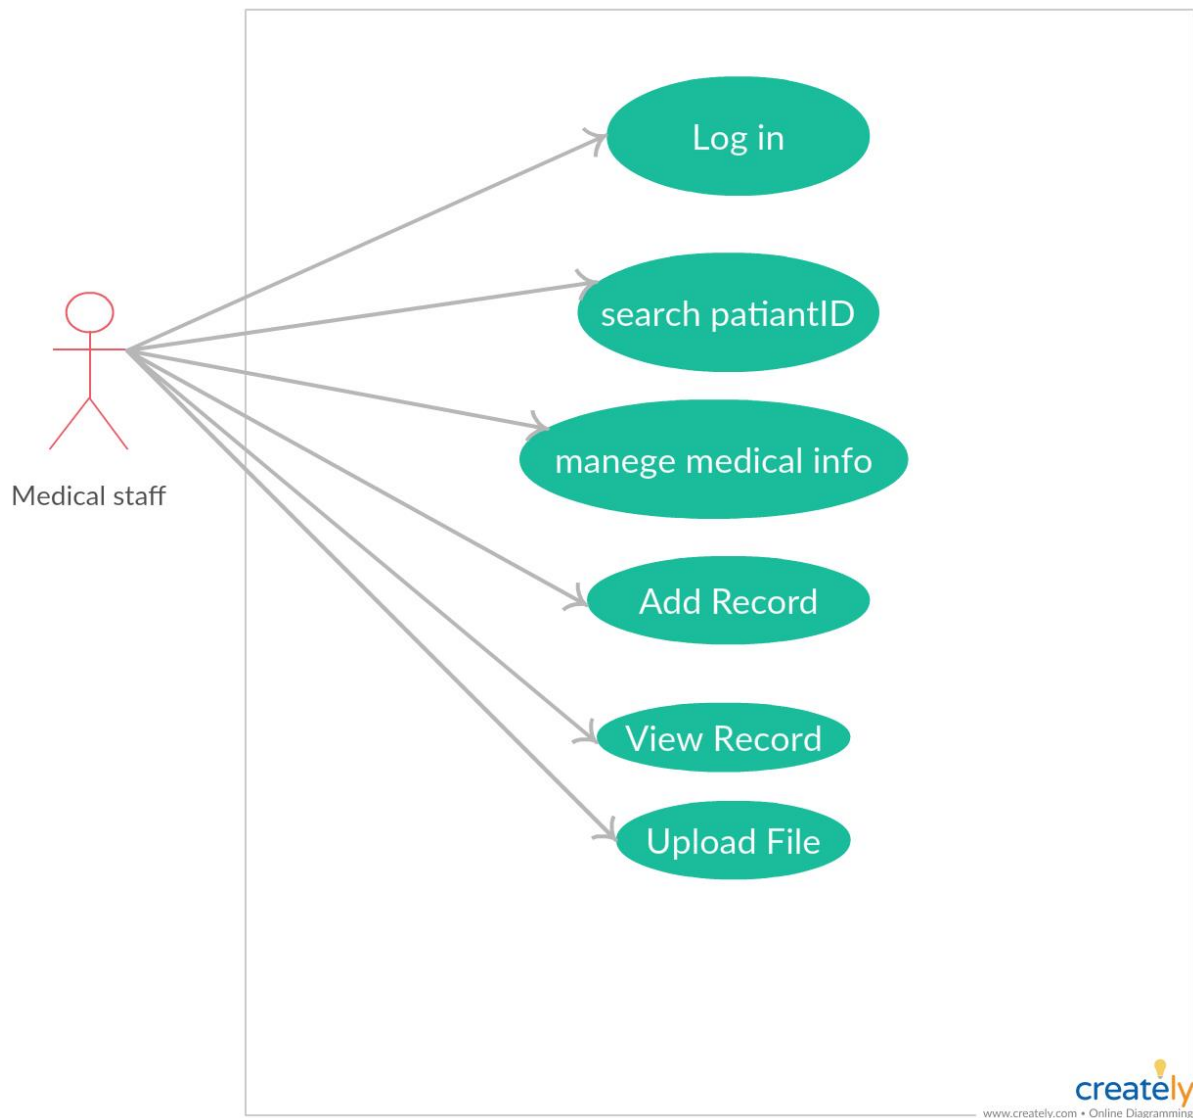 Log in
search patiantID
manege medical info
Medical staff
Add Record
View Record
Upload File
creately
www.creately.com • Online Diagramming